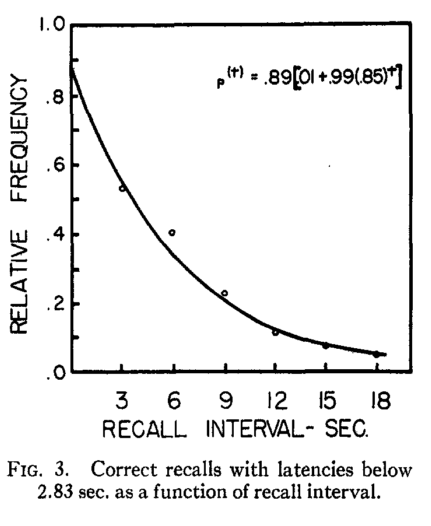 1.0
p(t) = .89[.01+.99(.85)t]
.8
.6
.4
.2
.0
RELATIVE FREQUENCY
3 6 9 12 15 18
RECALL INTERVAL- SEC.
FIG. 3. Correct recalls with latencies below
2.83 sec. as a function of recall interval.